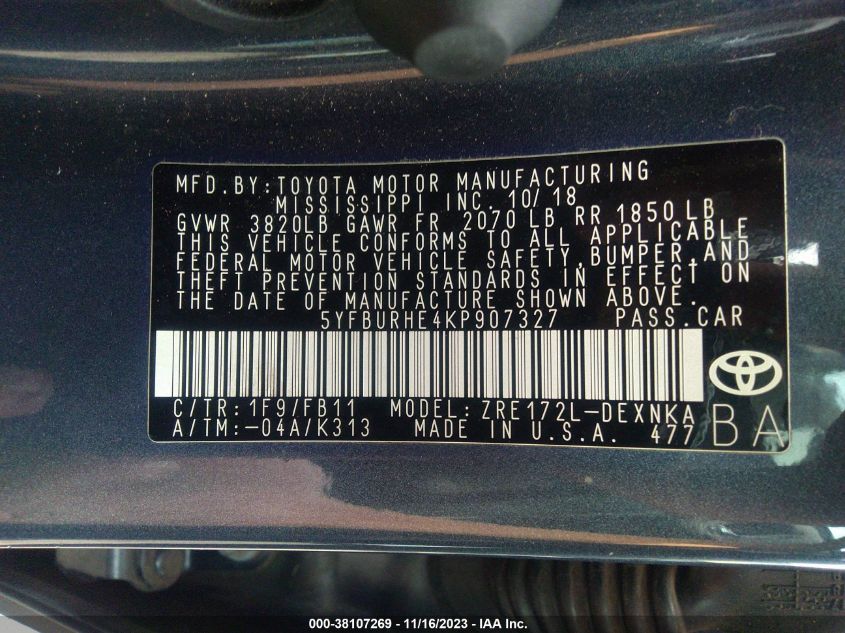 MFD.BY:TOYOTA MOTOR MANUFACTURING
MISSISSIPPI INC. 10/18
GVWR 3820LB GAWR FR 2070 LB RR 1850 LB
THIS VEHICLE CONFORMS TO ALL APPLICABLE
FEDERAL MOTOR VEHICLE SAFETY,BUMPER,AND
THEFT PREVENTION STANDARDS IN EFFECT ON
THE DATE OF MANUFACTURE SHOWN ABOVE.
5YFBURHE4KP907327 PASS.CAR
C/TR:1F9/FB11 MODEL:ZRE172L-DEXNKA
A/TM:-04A/K313 MADE IN U.S.A. 477
BA
000-38107269 - 11/16/2023 - IAA Inc.